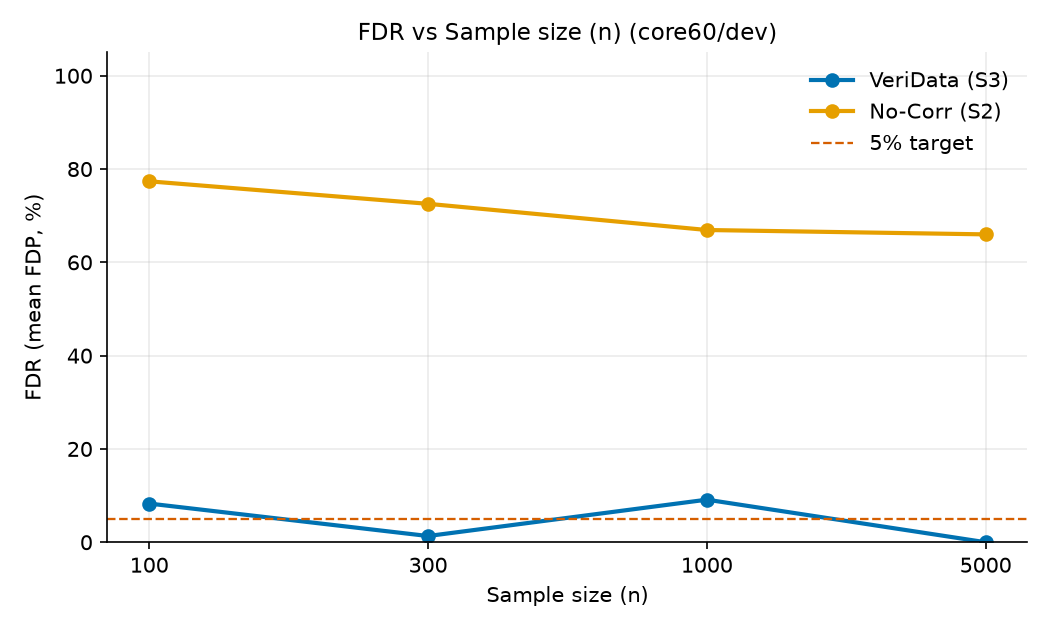 FDR vs Sample size (n) (core60/dev)
VeriData (S3)
No-Corr (S2)
5% target
FDR (mean FDP, %)
100
80
60
40
20
0
100 300 1000 5000
Sample size (n)